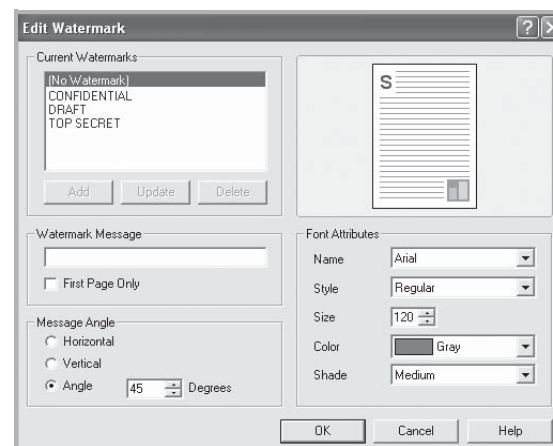 Edit Watermark
Current Watermarks
(No Watermark)
CONFIDENTIAL
DRAFT
TOP SECRET
Add Update Delete
S
Watermark Message
First Page Only
Message Angle
Horizontal
Vertical
Angle 45 Degrees
Font Attributes
Name Arial
Style Regular
Size 120
Color Gray
Shade Medium
OK Cancel Help